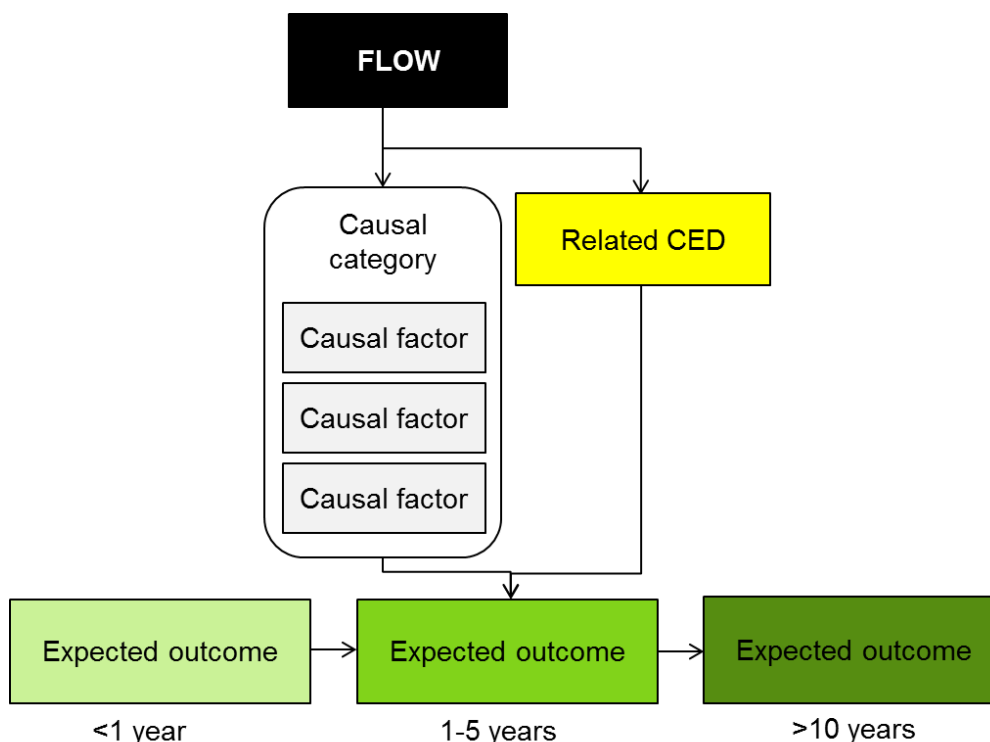 FLOW
Causal
category
Related CED
Causal factor
Causal factor
Causal factor
Expected outcome
Expected outcome
Expected outcome
<1 year
1-5 years
>10 years